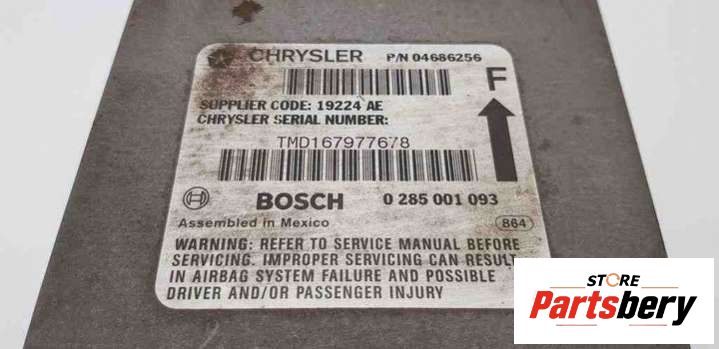 CHRYSLER P/N 04686256
F
SUPPLIER CODE: 19224 AE
CHRYSLER SERIAL NUMBER:
TMD167977678
BOSCH 0 285 001 093
Assembled in Mexico B64
WARNING: REFER TO SERVICE MANUAL BEFORE
SERVICING. IMPROPER SERVICING CAN RESULT
IN AIRBAG SYSTEM FAILURE AND POSSIBLE
DRIVER AND/OR PASSENGER INJURY
STORE
Partsbery